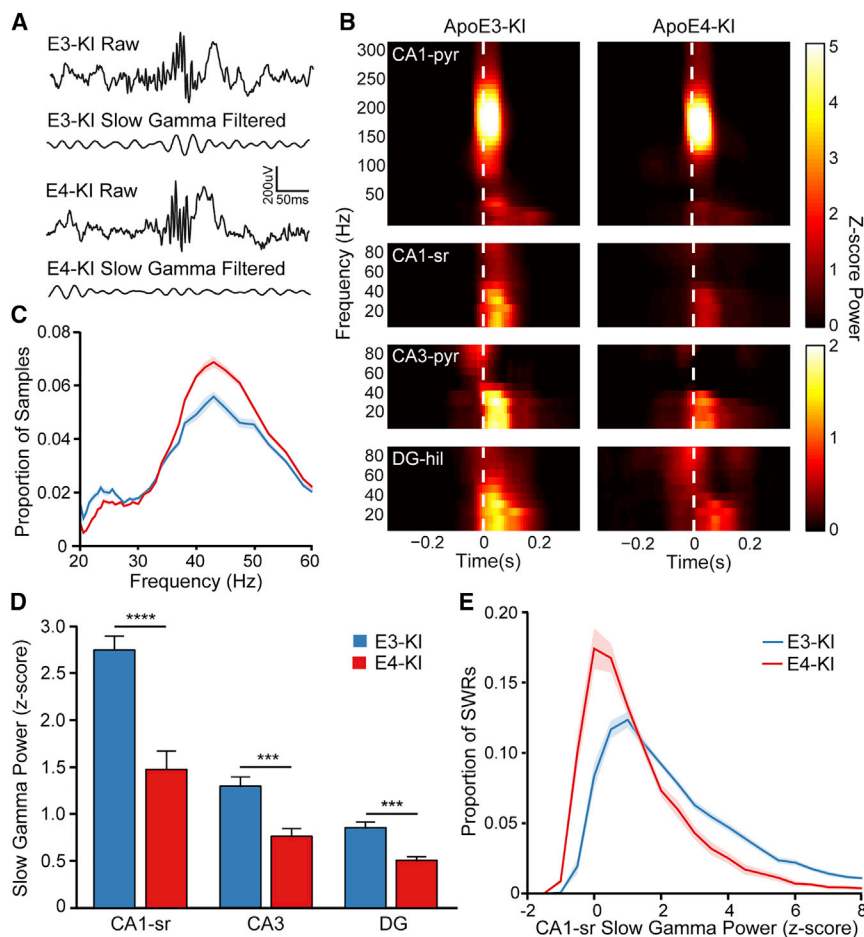 A
E3-KI Raw
E3-KI Slow Gamma Filtered
E4-KI Raw
200uV
50ms
E4-KI Slow Gamma Filtered
B
ApoE3-KI
ApoE4-KI
CA1-pyr
300
250
200
150
100
50
CA1-sr
80
60
40
20
CA3-pyr
80
60
40
20
DG-hil
80
60
40
20
Frequency (Hz)
−0.2 0 0.2
−0.2 0 0.2
Time(s)
Time(s)
5
4
3
2
1
0
2
1
0
Z-score Power
C
Proportion of Samples
0.08
0.06
0.04
0.02
0
20 30 40 50 60
Frequency (Hz)
D
Slow Gamma Power (z-score)
3.0
2.5
2.0
1.5
1.0
0.5
0
****
***
***
E3-KI
E4-KI
CA1-sr CA3 DG
E
Proportion of SWRs
0.20
0.15
0.10
0.05
0
E3-KI
E4-KI
-2 0 2 4 6 8
CA1-sr Slow Gamma Power (z-score)